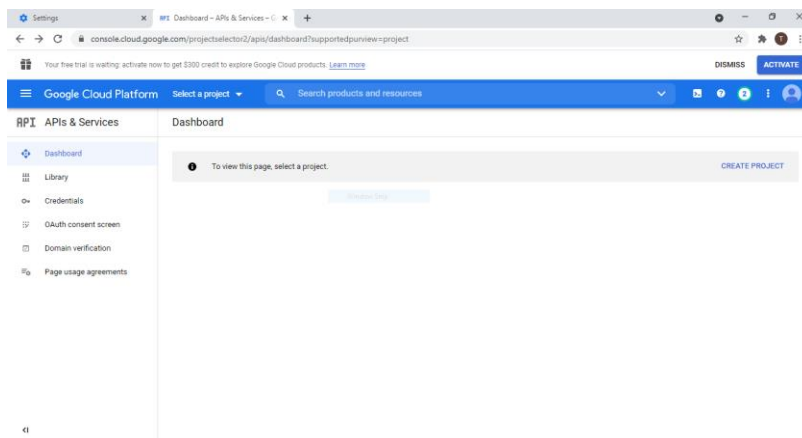 Settings
API Dashboard – APIs & Services – G
console.cloud.google.com/projectselector2/apis/dashboard?supportedpurview=project
T
Your free trial is waiting: activate now to get $300 credit to explore Google Cloud products. Learn more
DISMISS
ACTIVATE
Google Cloud Platform
Select a project
Search products and resources
2
API APIs & Services
Dashboard
Dashboard
Library
Credentials
OAuth consent screen
Domain verification
Page usage agreements
To view this page, select a project.
CREATE PROJECT